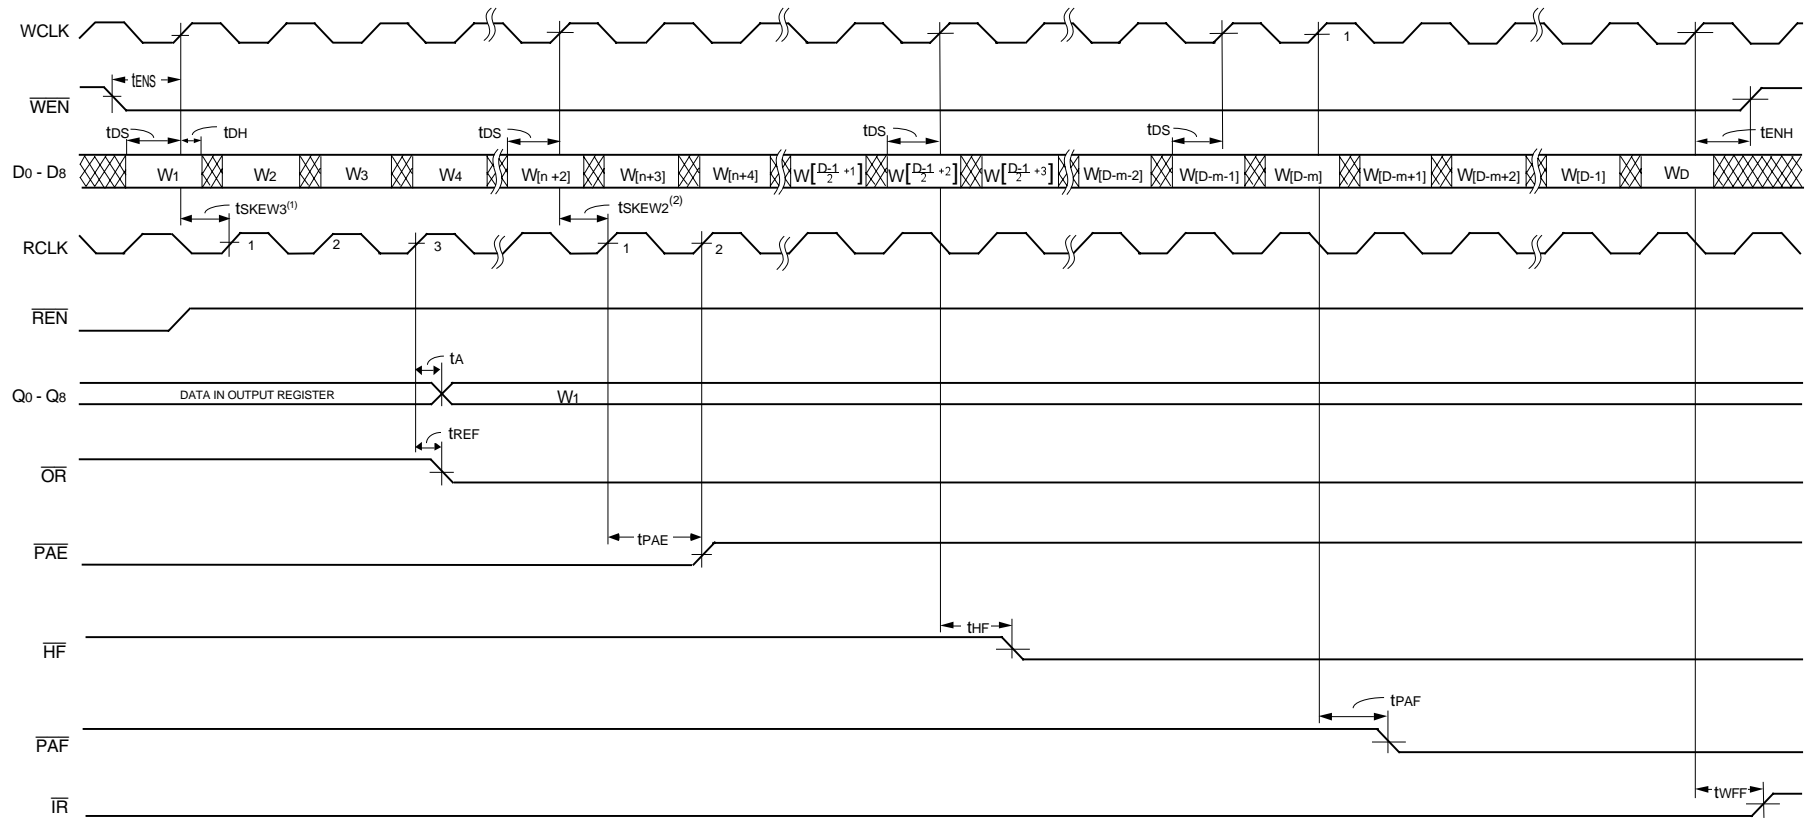 WCLK
1
tENS
WEN
tDS
tDH
tDS
tDS
tDS
tENH
D0 - D8
W1
W2
W3
W4
W[n +2]
W[n+3]
W[n+4]
W[D-1/2 +1]
W[D-1/2 +2]
W[D-1/2 +3]
W[D-m-2]
W[D-m-1]
W[D-m]
W[D-m+1]
W[D-m+2]
W[D-1]
WD
tSKEW3(1)
tSKEW2(2)
RCLK
1
2
3
1
2
REN
tA
Q0 - Q8
DATA IN OUTPUT REGISTER
W1
tREF
OR
PAE
tPAE
HF
tHF
tPAF
PAF
tWFF
IR